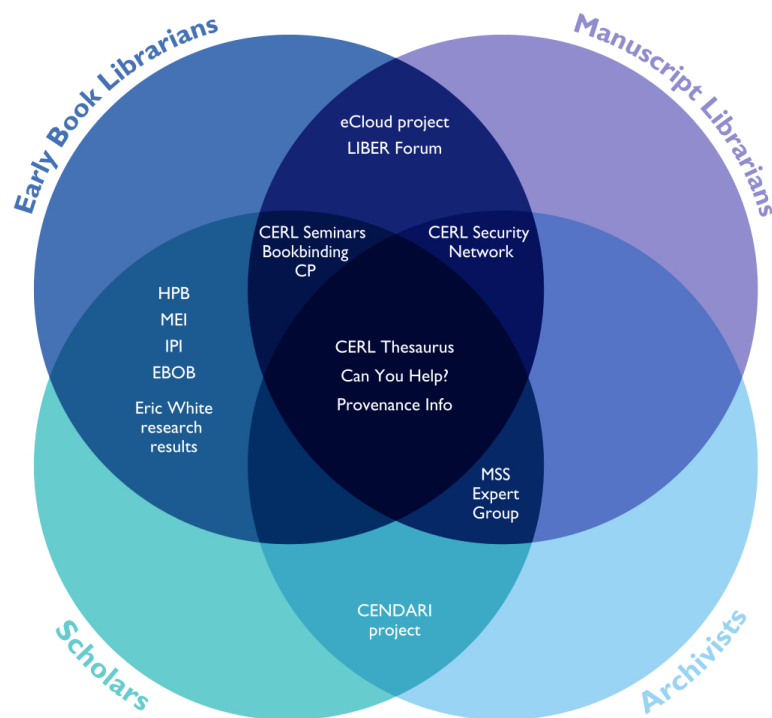 Early Book Librarians
Manuscript Librarians
eCloud project
LIBER Forum
CERL Seminars
Bookbinding
CP
CERL Security
Network
HPB
MEI
IPI
EBOB
Eric White
research
results
CERL Thesaurus
Can You Help?
Provenance Info
MSS
Expert
Group
CENDARI
project
Scholars
Archivists